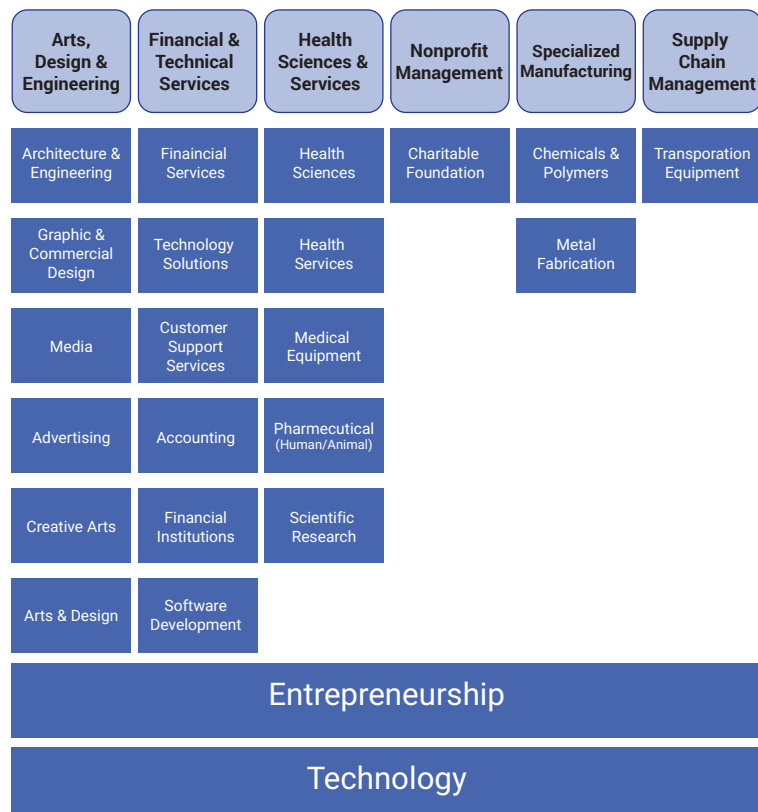 Arts,
Design &
Engineering
Financial &
Technical
Services
Health
Sciences &
Services
Nonprofit
Management
Specialized
Manufacturing
Supply
Chain
Management
Architecture &
Engineering
Finaincial
Services
Health
Sciences
Charitable
Foundation
Chemicals &
Polymers
Transporation
Equipment
Graphic &
Commercial
Design
Technology
Solutions
Health
Services
Metal
Fabrication
Media
Customer
Support
Services
Medical
Equipment
Advertising
Accounting
Pharmecutical
(Human/Animal)
Creative Arts
Financial
Institutions
Scientific
Research
Arts & Design
Software
Development
Entrepreneurship
Technology